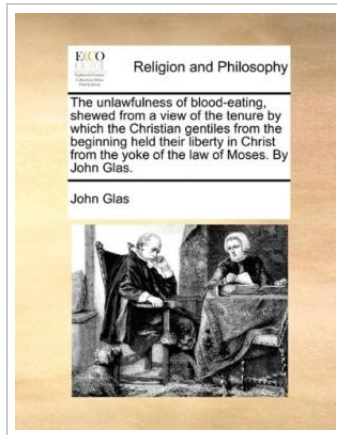 ECCO
Religion and Philosophy
The unlawfulness of blood-eating,
shewed from a view of the tenure by
which the Christian gentiles from the
beginning held their liberty in Christ
from the yoke of the law of Moses. By
John Glas.
John Glas